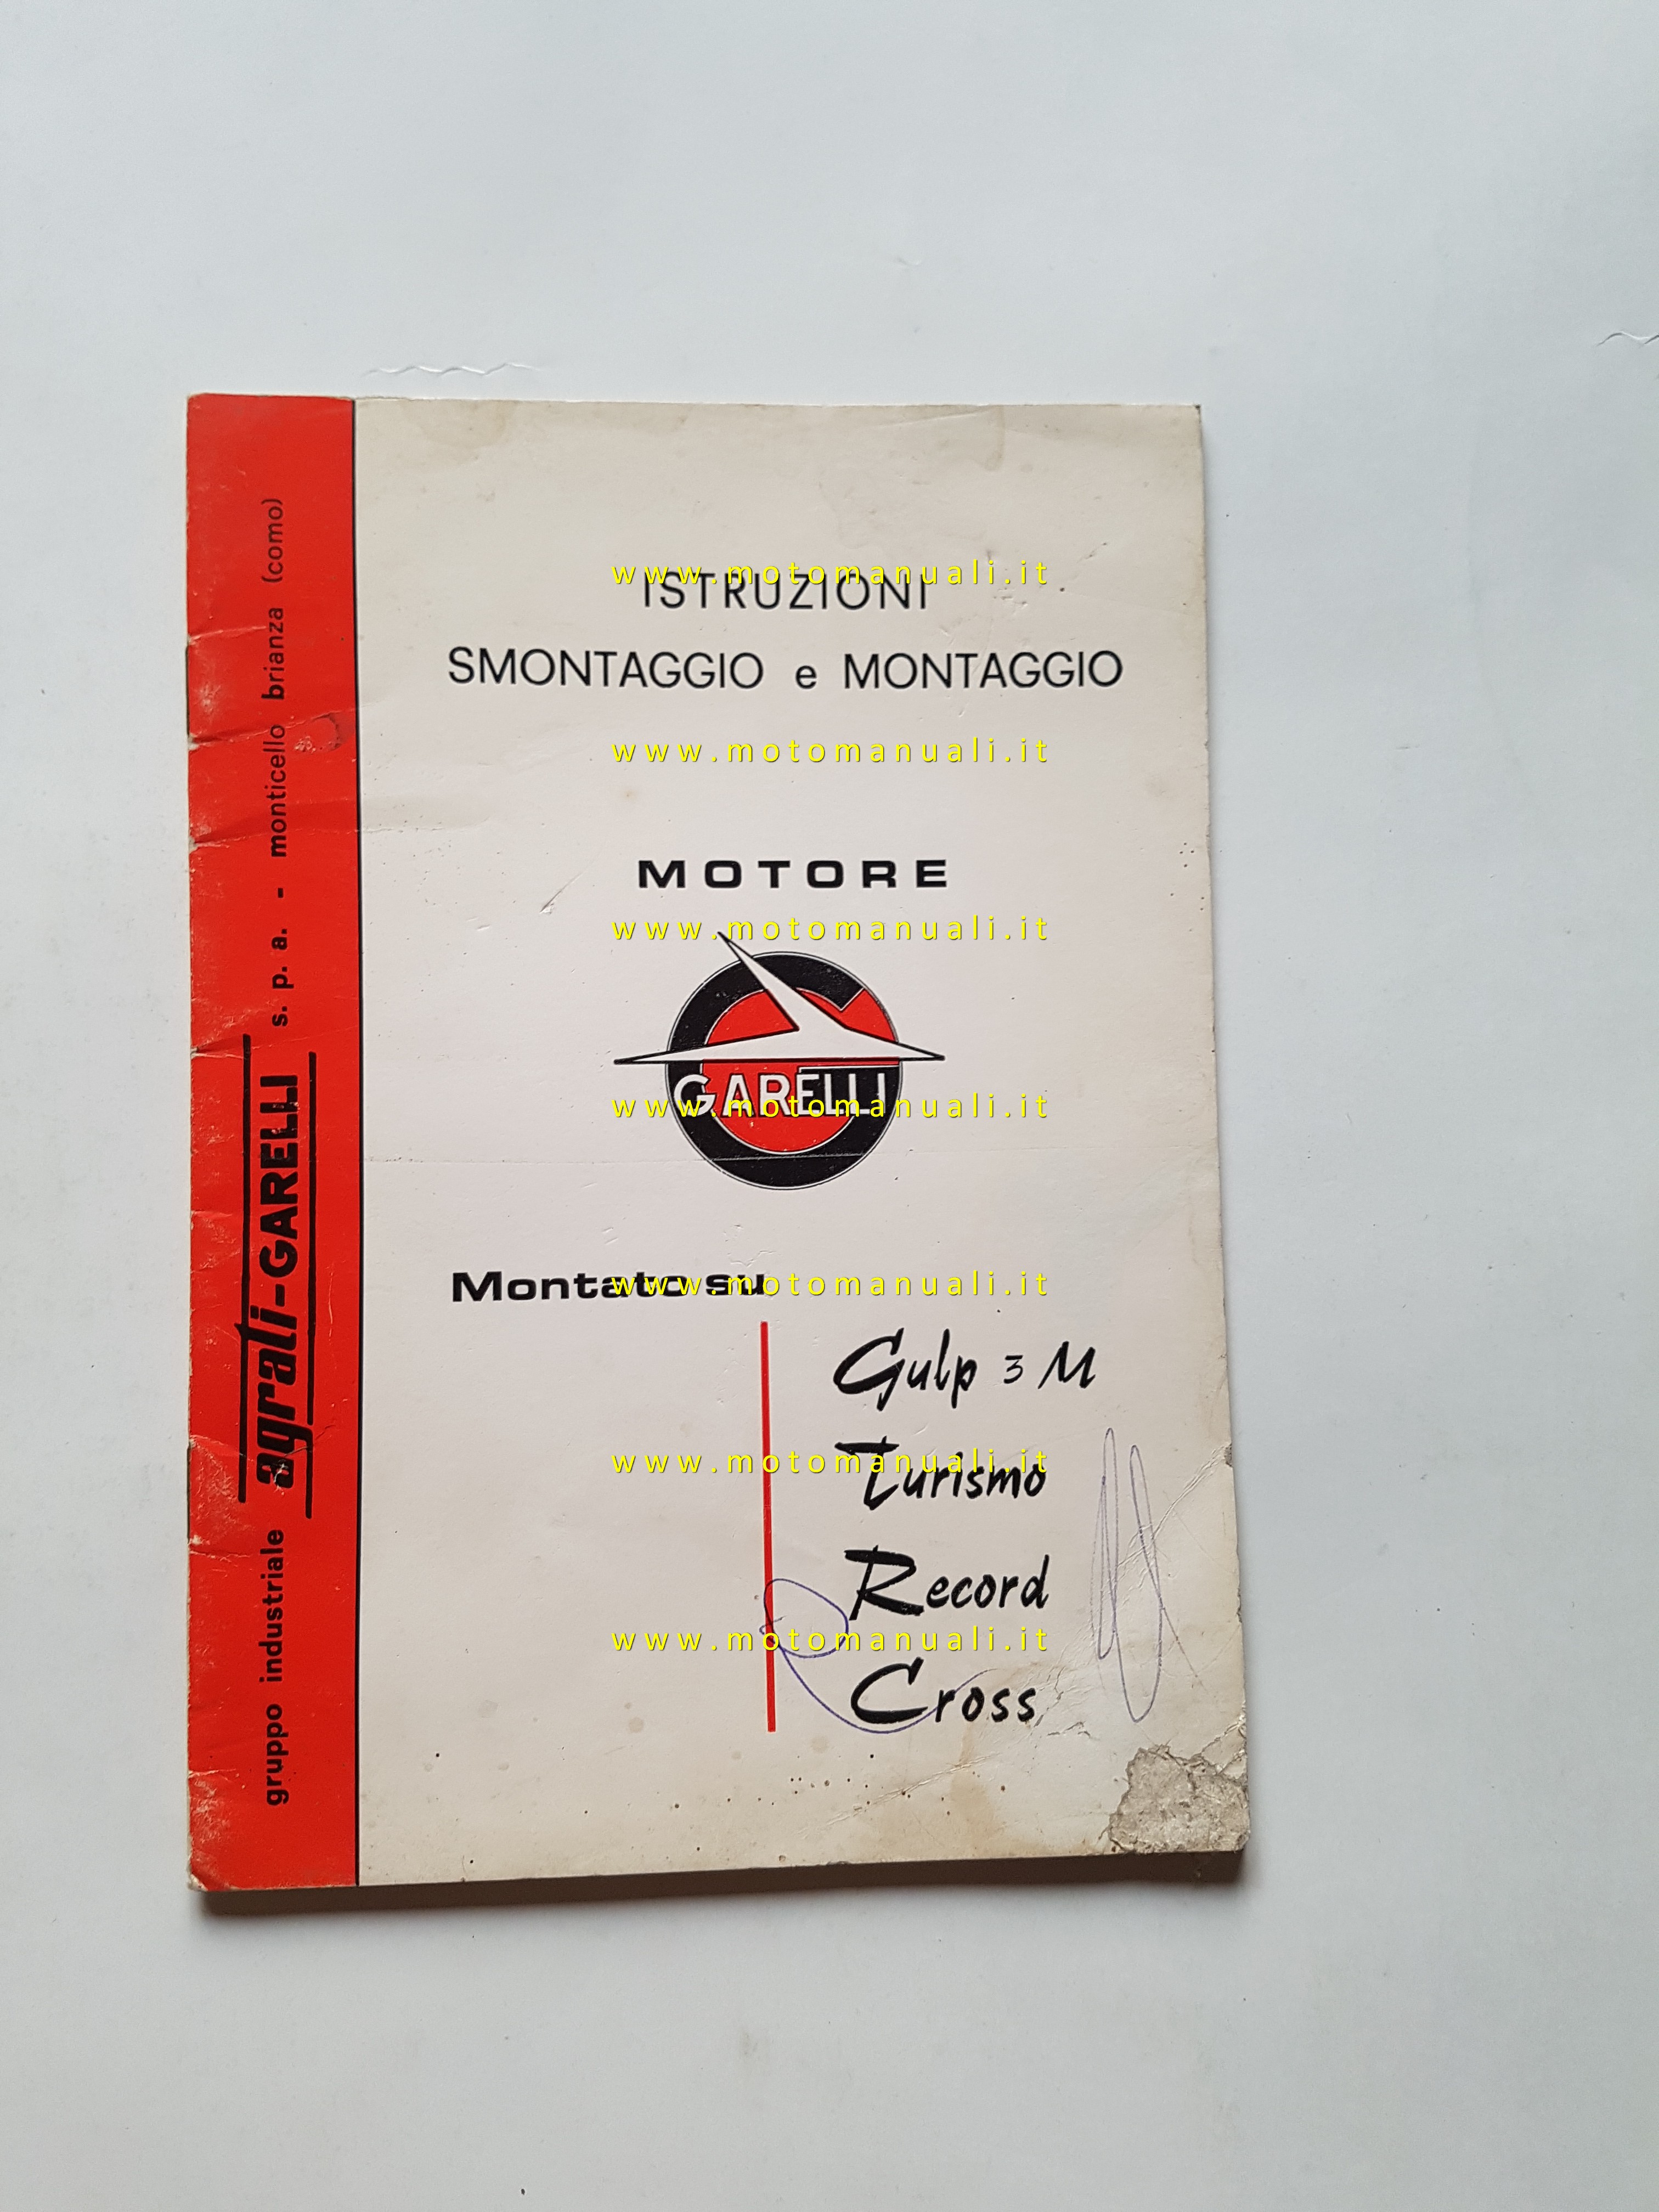 www.motomanuali.it
ISTRUZIONI
SMONTAGGIO e MONTAGGIO
www.motomanuali.it
MOTORE
www.motomanuali.it
GARELLI
www.motomanuali.it
Montato su
www.motomanuali.it
Gulp 3 M
www.motomanuali.it
Turismo
Record
www.motomanuali.it
Cross
gruppo industriale agrati-GARELLI s. p. a. - monticello brianza (como)